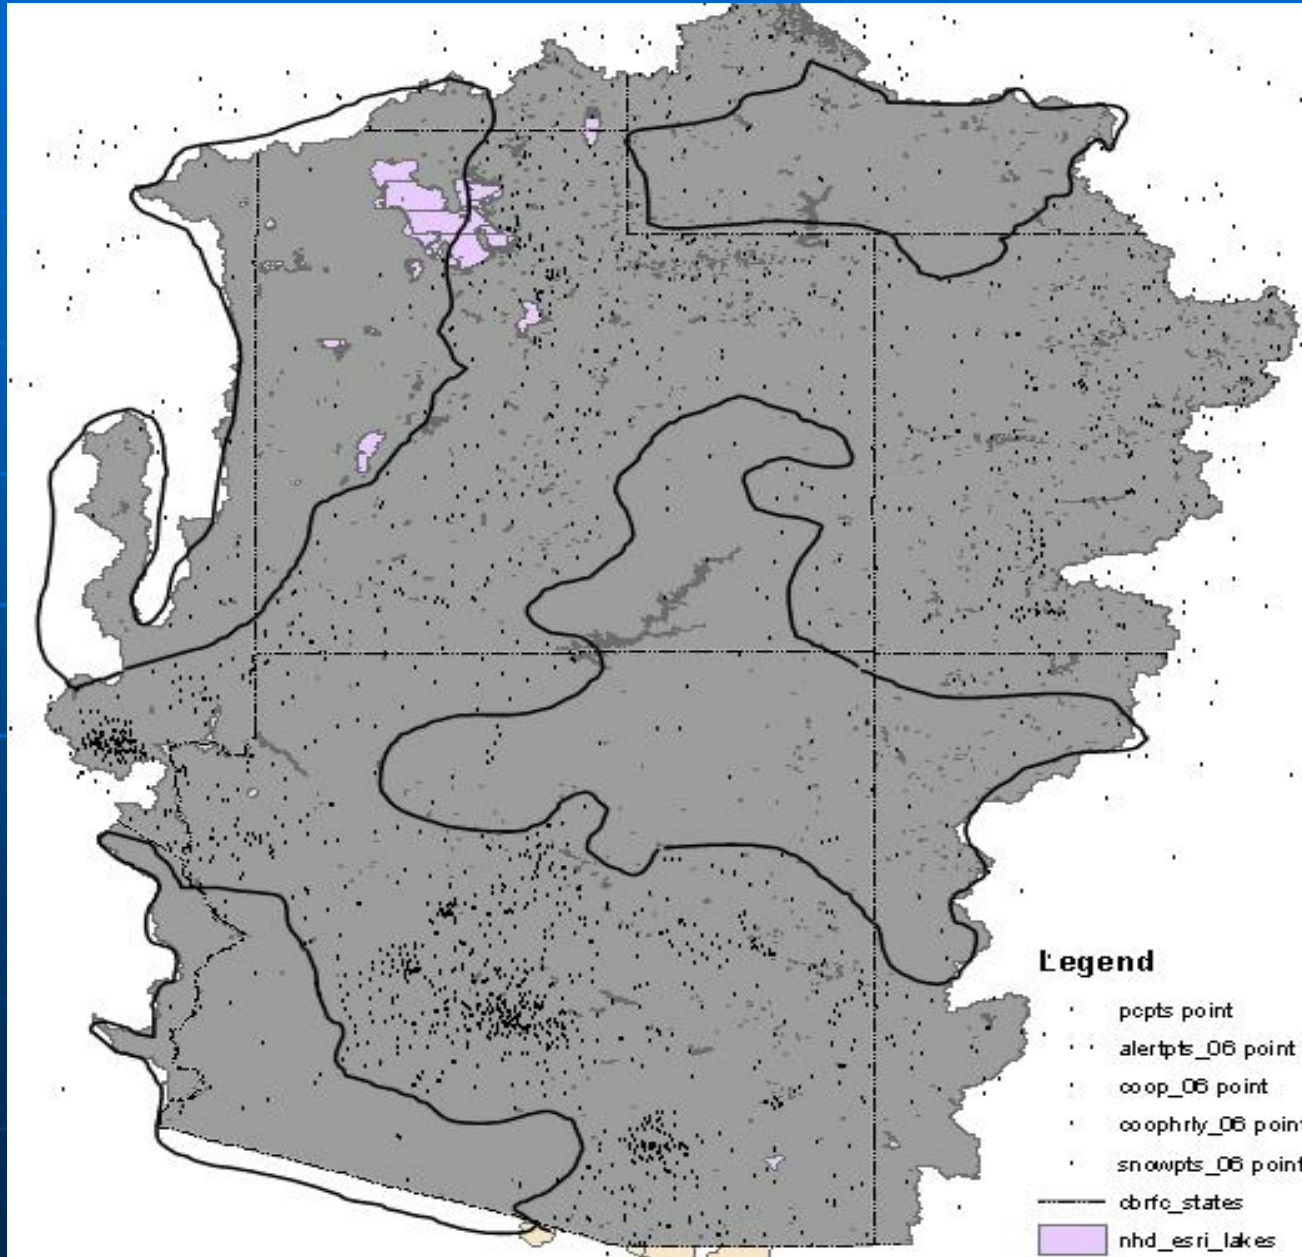 Legend
pcpts point
alertpts_06 point
coop_06 point
coophrly_06 point
snowpts_06 point
cbrfc_states
nhd_esri_lakes